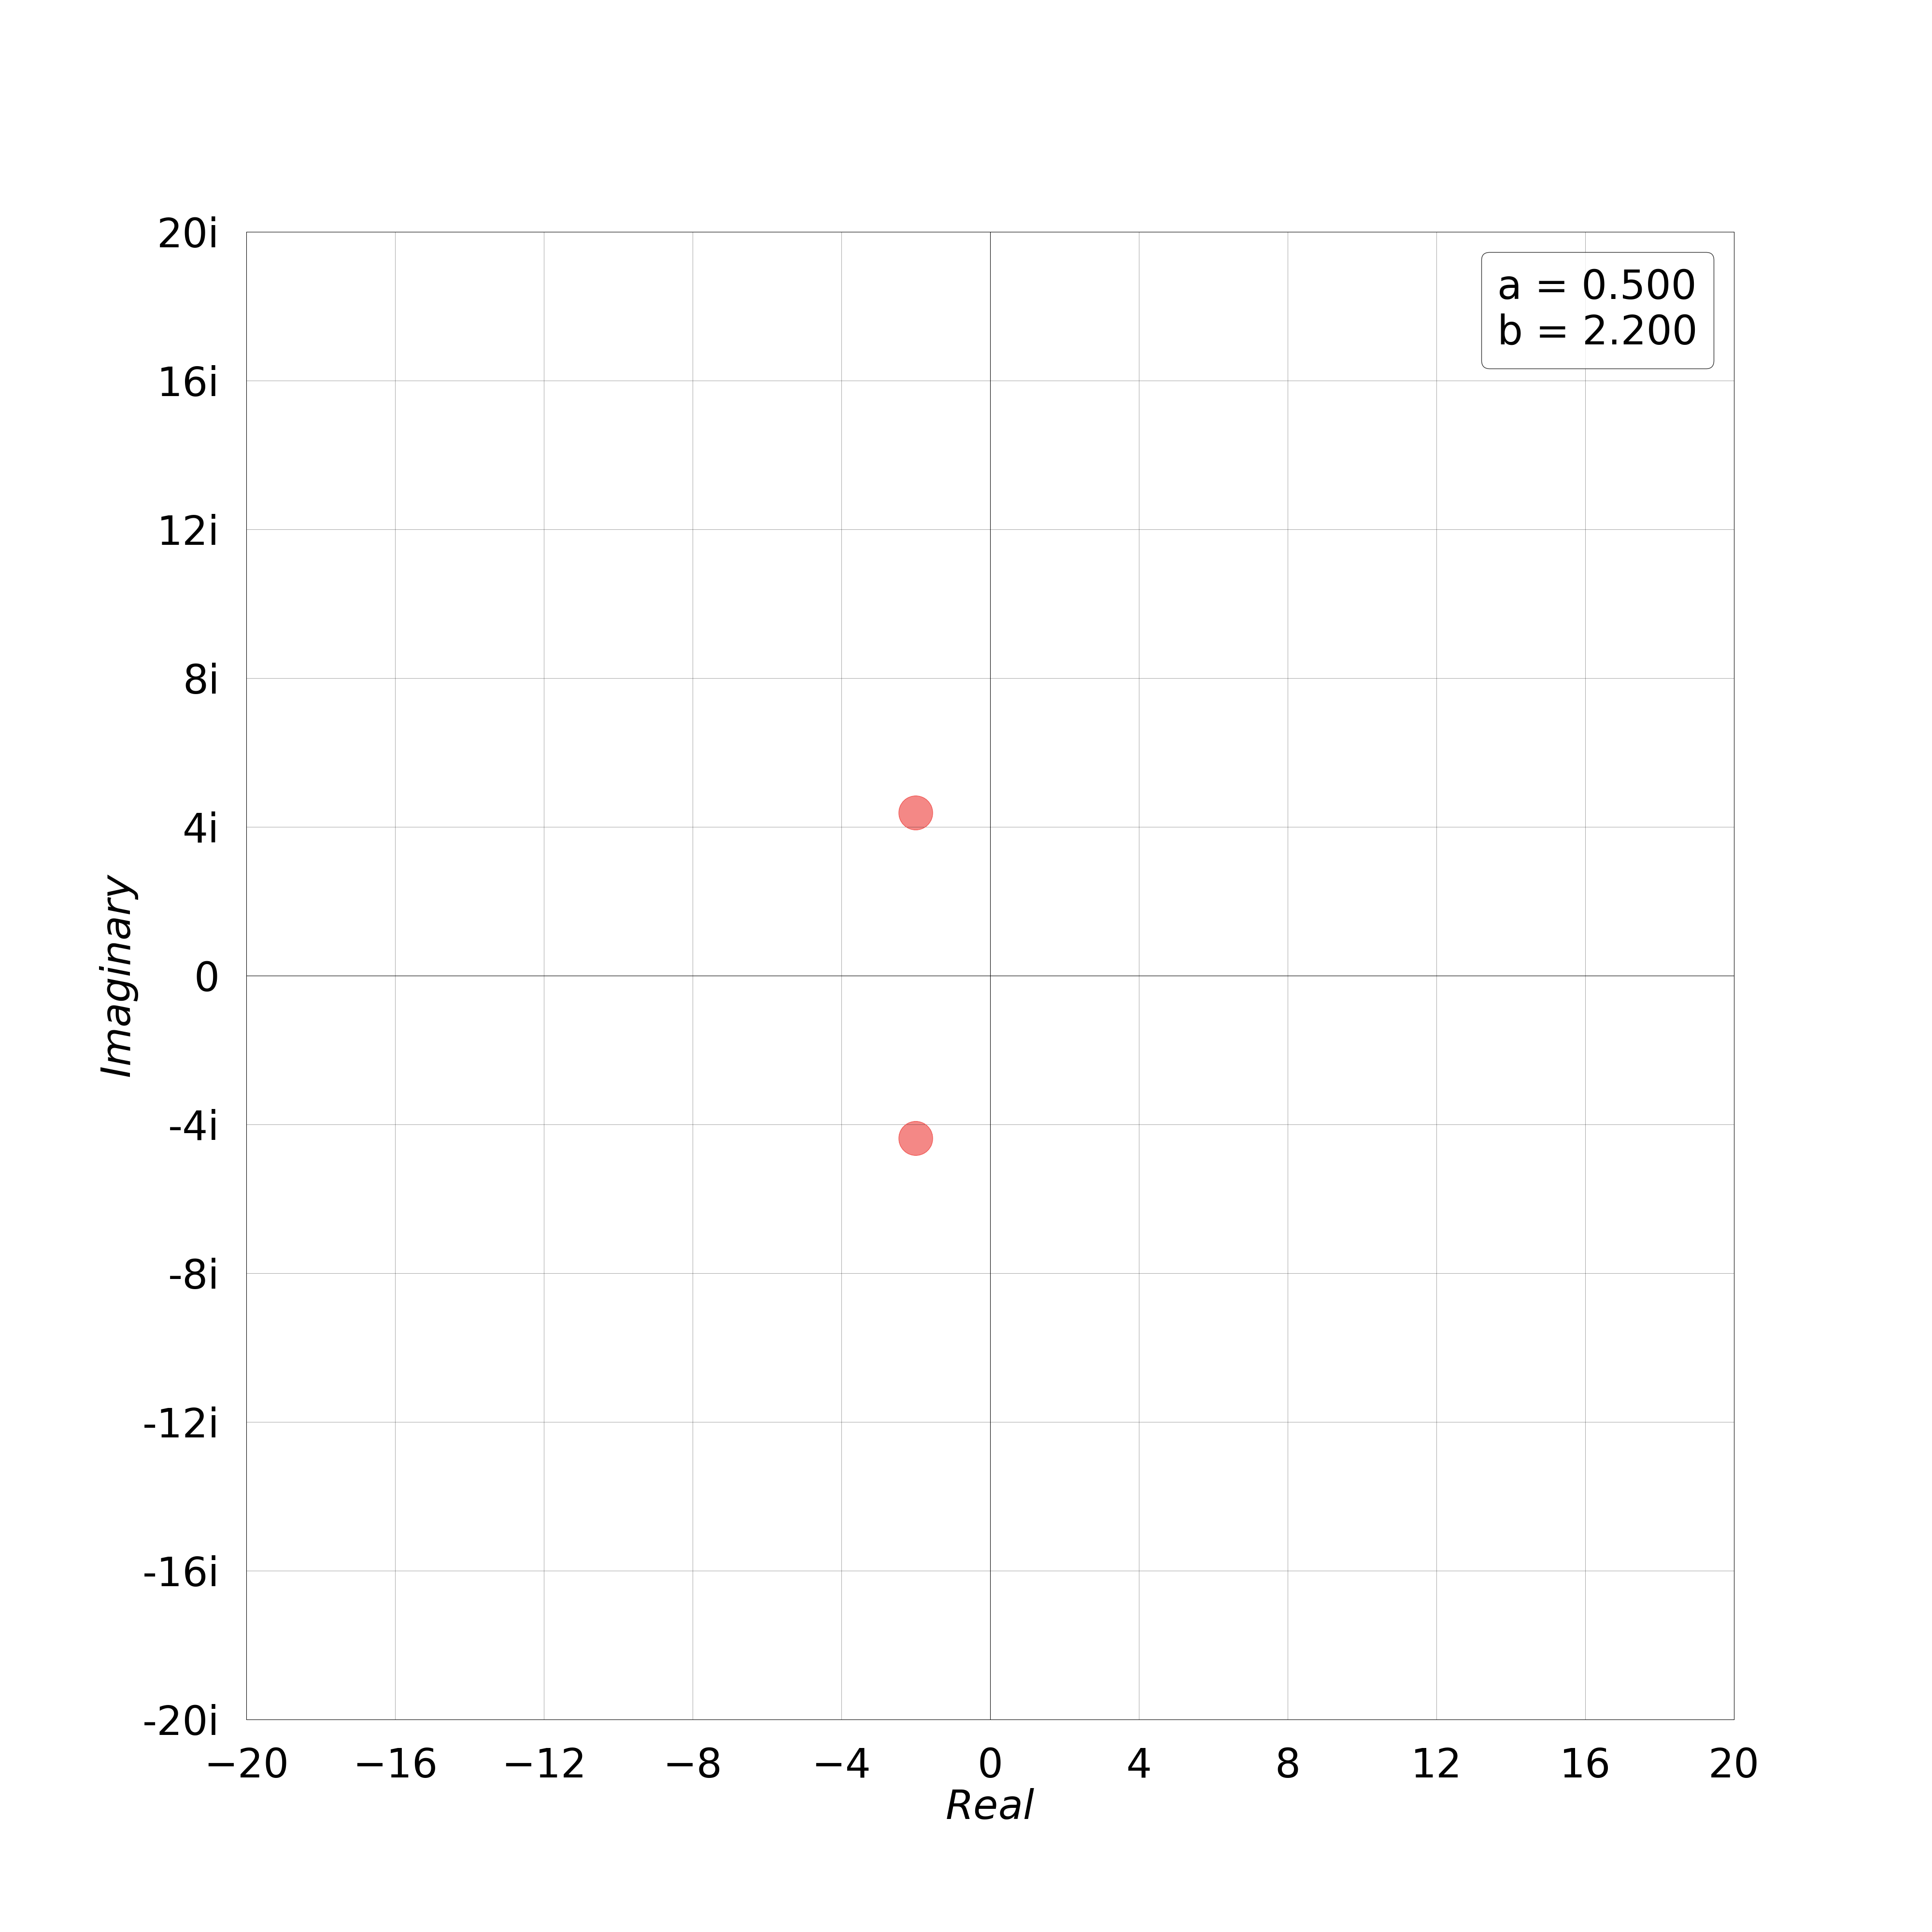 20i
16i
12i
8i
4i
0
-4i
-8i
-12i
-16i
-20i
Imaginary
a = 0.500
b = 2.200
−20 −16 −12 −8 −4 0 4 8 12 16 20
Real